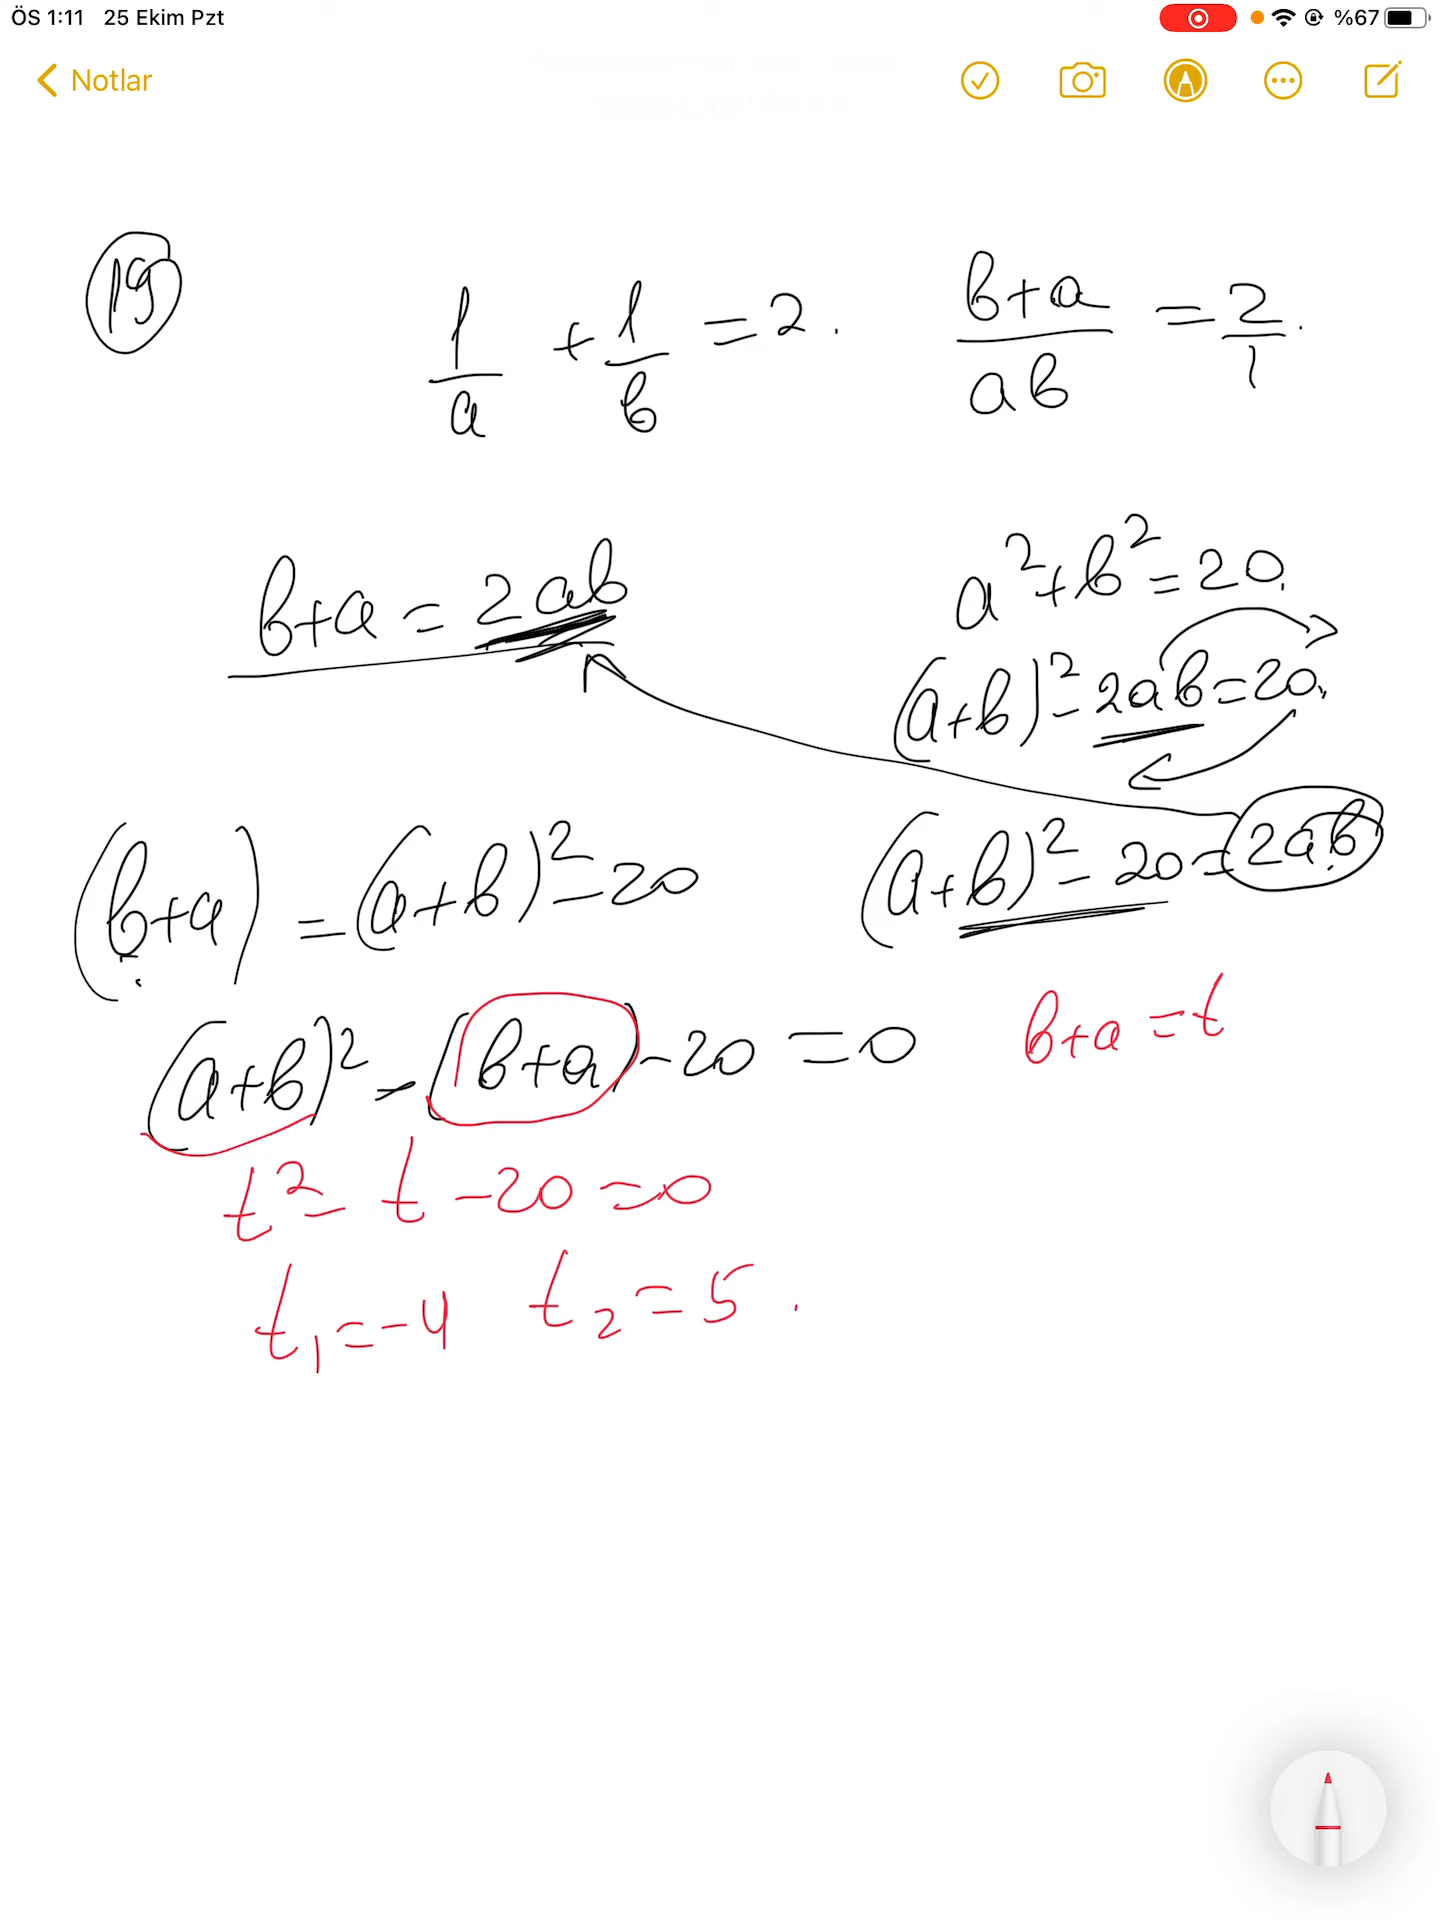 ÖS 1:11 25 Ekim Pzt %67
Notlar
19
1/a + 1/b = 2. (b+a)/(ab) = 2/1.
b+a = 2ab
a²+b² = 20.
(a+b)² - 2ab = 20.
(a+b)² - 20 = 2ab
(b+a) = (a+b)² - 20
(a+b)² - (b+a) - 20 = 0
b+a = t
t² - t - 20 = 0
t₁ = -4 t₂ = 5.